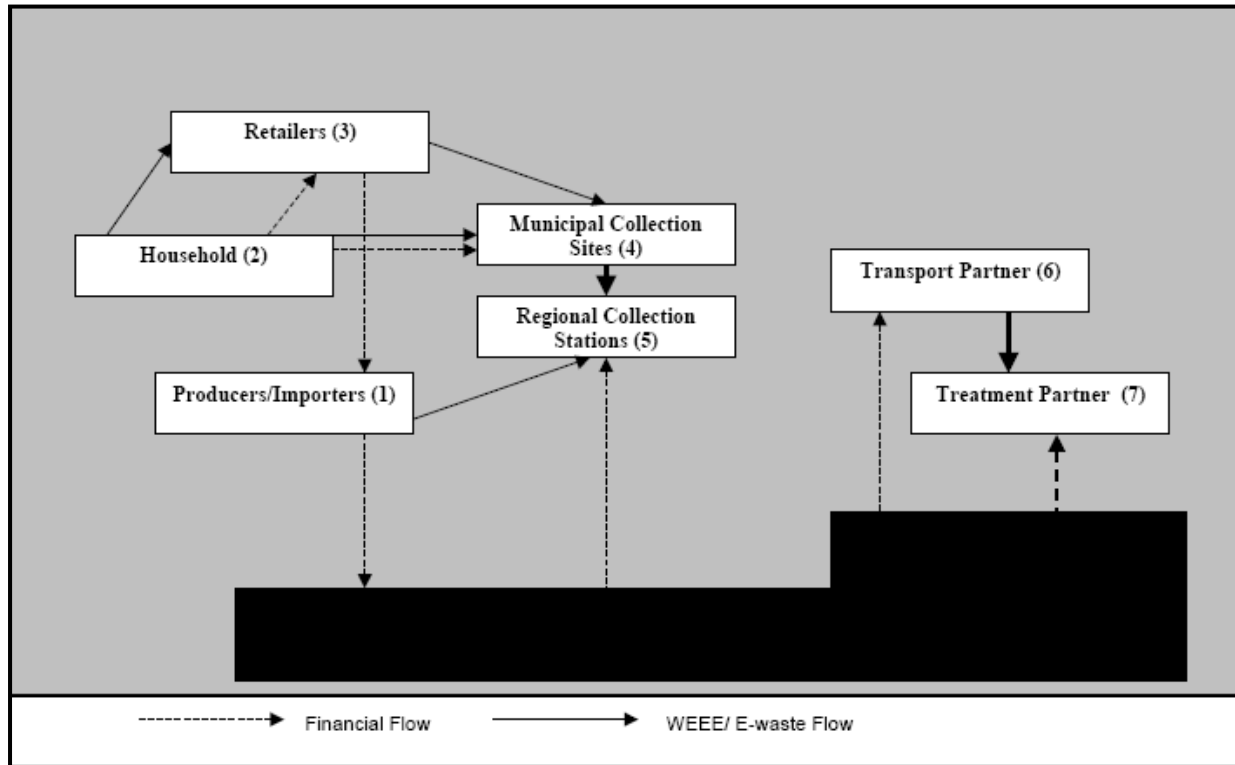 Retailers (3)
Household (2)
Municipal Collection
Sites (4)
Regional Collection
Stations (5)
Transport Partner (6)
Producers/Importers (1)
Treatment Partner (7)
Financial Flow
WEEE/ E-waste Flow